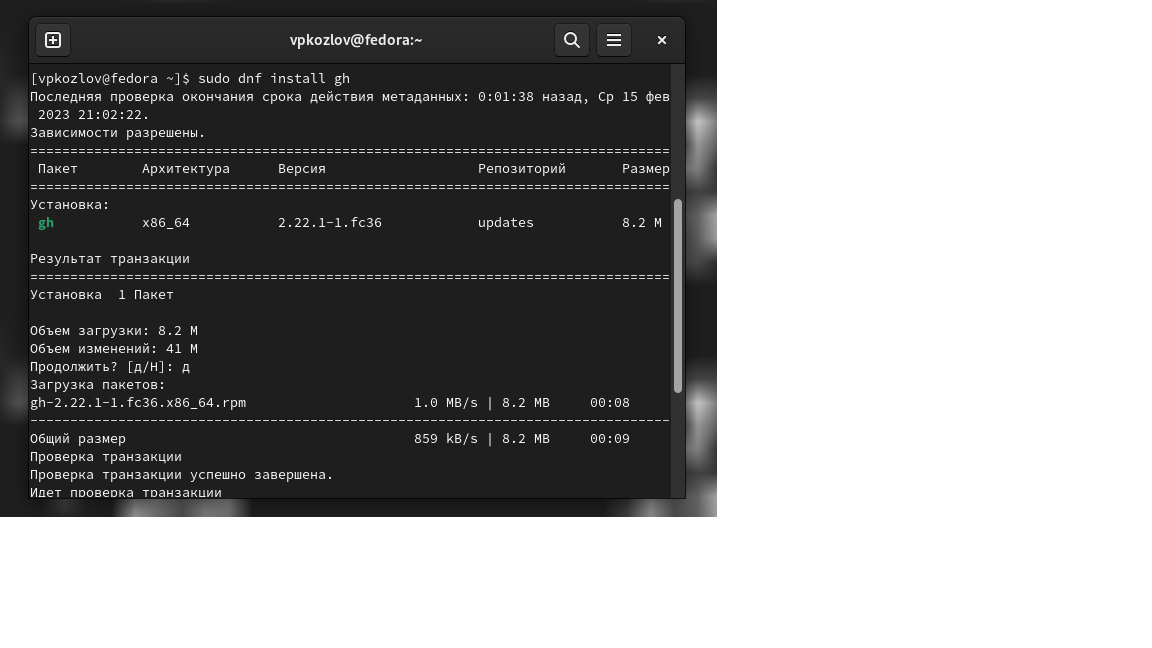 vpkozlov@fedora:~
[vpkozlov@fedora ~]$ sudo dnf install gh
Последняя проверка окончания срока действия метаданных: 0:01:38 назад, Ср 15 фев
 2023 21:02:22.
Зависимости разрешены.
================================================================================
 Пакет        Архитектура      Версия                   Репозиторий       Размер
================================================================================
Установка:
 gh           x86_64           2.22.1-1.fc36            updates           8.2 M
Результат транзакции
================================================================================
Установка  1 Пакет
Объем загрузки: 8.2 M
Объем изменений: 41 M
Продолжить? [д/Н]: д
Загрузка пакетов:
gh-2.22.1-1.fc36.x86_64.rpm                     1.0 MB/s | 8.2 MB     00:08
--------------------------------------------------------------------------------
Общий размер                                    859 kB/s | 8.2 MB     00:09
Проверка транзакции
Проверка транзакции успешно завершена.
Идет проверка транзакции